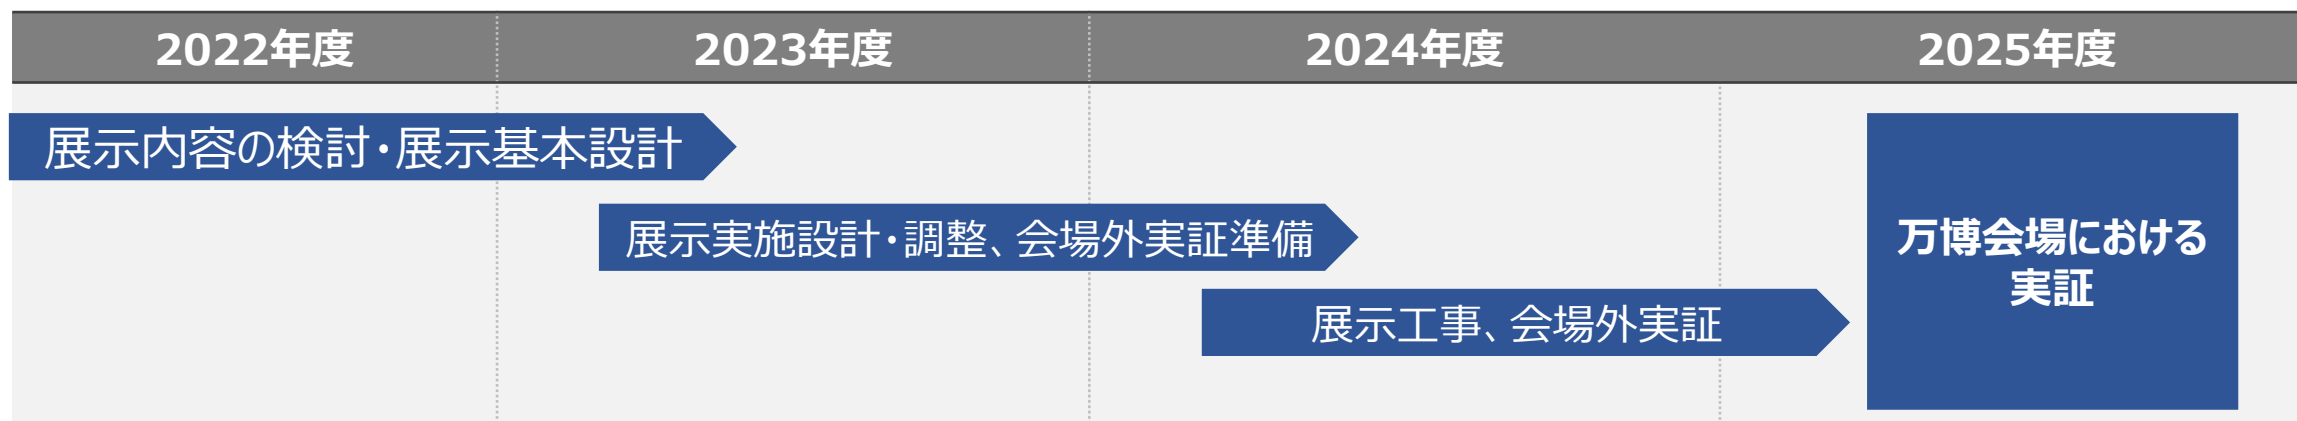 2022年度
2023年度
2024年度
2025年度
展示内容の検討・展示基本設計
展示実施設計・調整、会場外実証準備
展示工事、会場外実証
万博会場における
実証